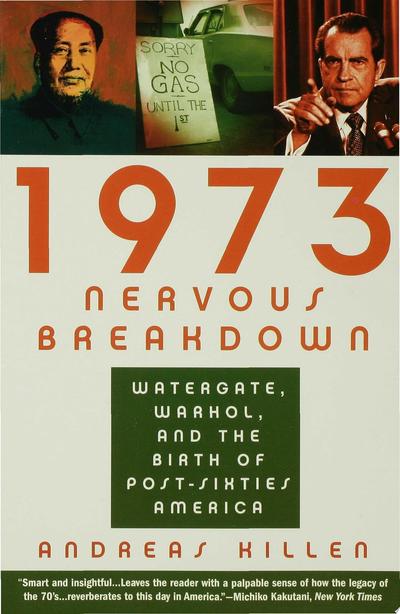 SORRY
NO
GAS
UNTIL THE
1ST
1973
NERVOUS
BREAKDOWN
WATERGATE,
WARHOL,
AND THE
BIRTH OF
POST-SIXTIES
AMERICA
ANDREAS KILLEN
“Smart and insightful...Leaves the reader with a palpable sense of how the legacy of
the 70’s...reverberates to this day in America.”—Michiko Kakutani, New York Times